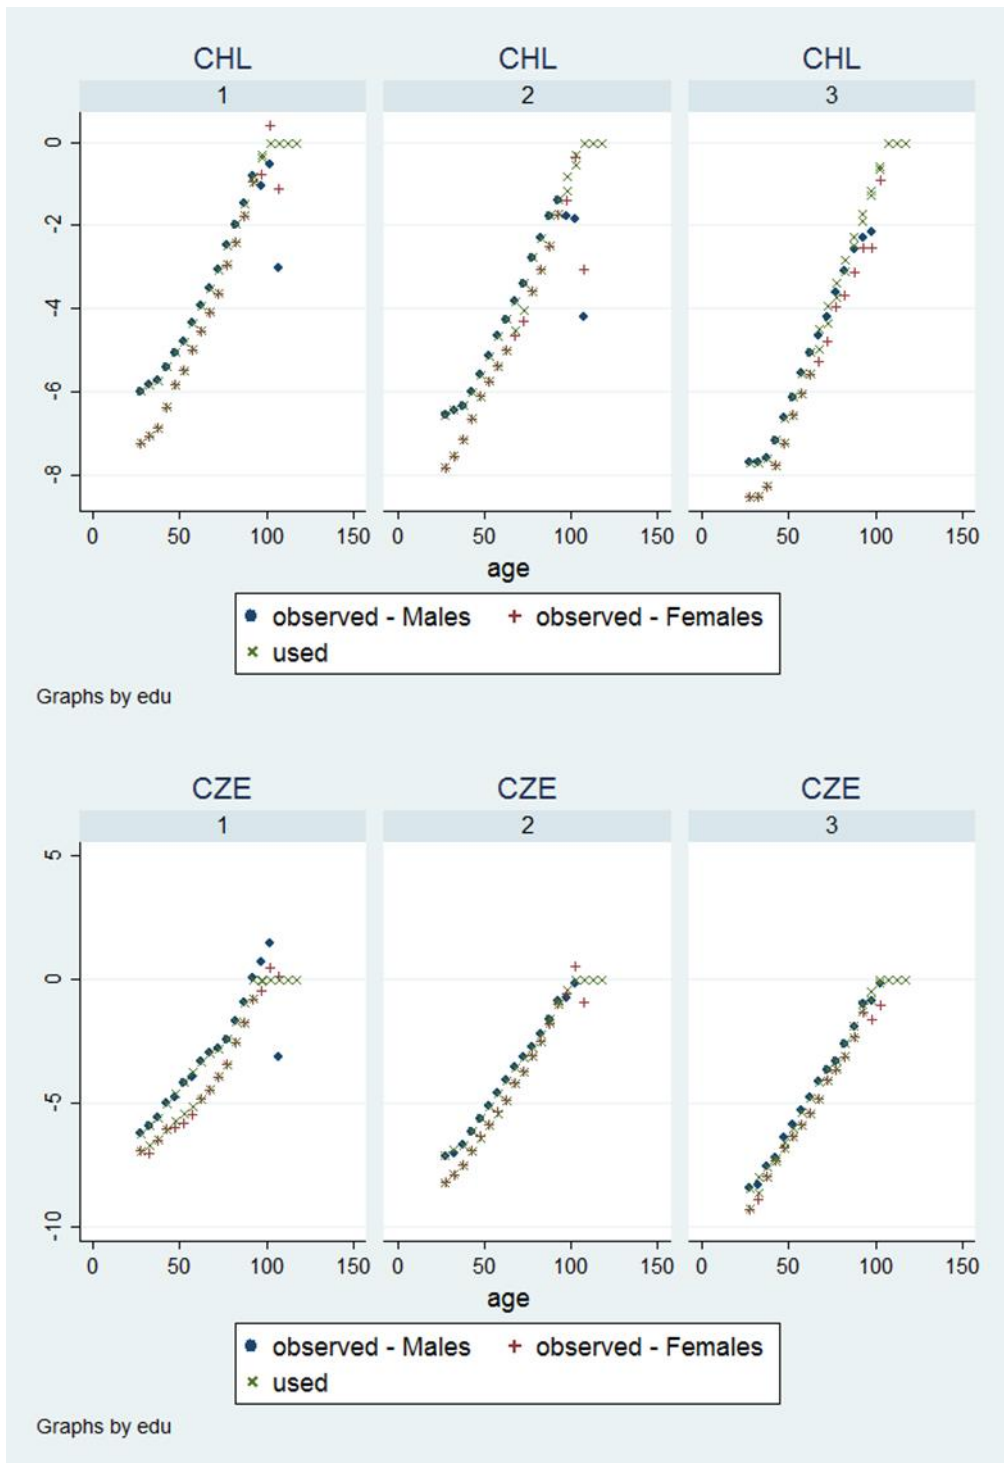 CHL CHL CHL
1 2 3
0
-2
-4
-6
-8
0 50 100 150 0 50 100 150 0 50 100 150
age
observed - Males observed - Females
used
Graphs by edu
CZE CZE CZE
1 2 3
5
0
-5
-10
0 50 100 150 0 50 100 150 0 50 100 150
age
observed - Males observed - Females
used
Graphs by edu